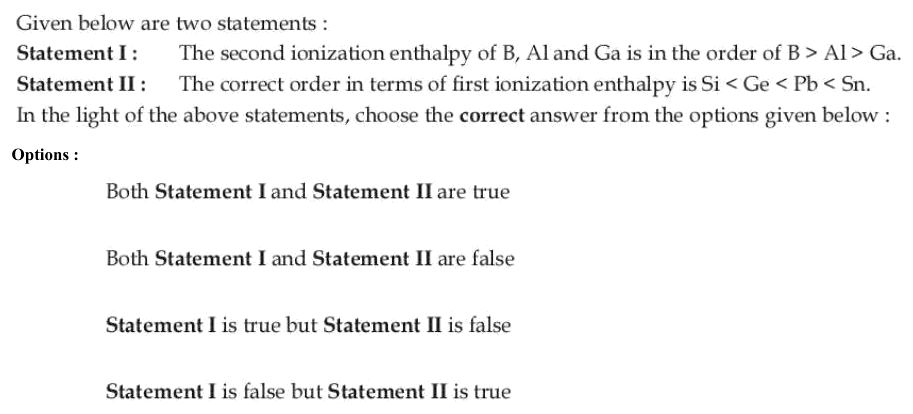 Given below are two statements :
Statement I : The second ionization enthalpy of B, Al and Ga is in the order of B > Al > Ga.
Statement II : The correct order in terms of first ionization enthalpy is Si < Ge < Pb < Sn.
In the light of the above statements, choose the correct answer from the options given below :
Options :
Both Statement I and Statement II are true
Both Statement I and Statement II are false
Statement I is true but Statement II is false
Statement I is false but Statement II is true